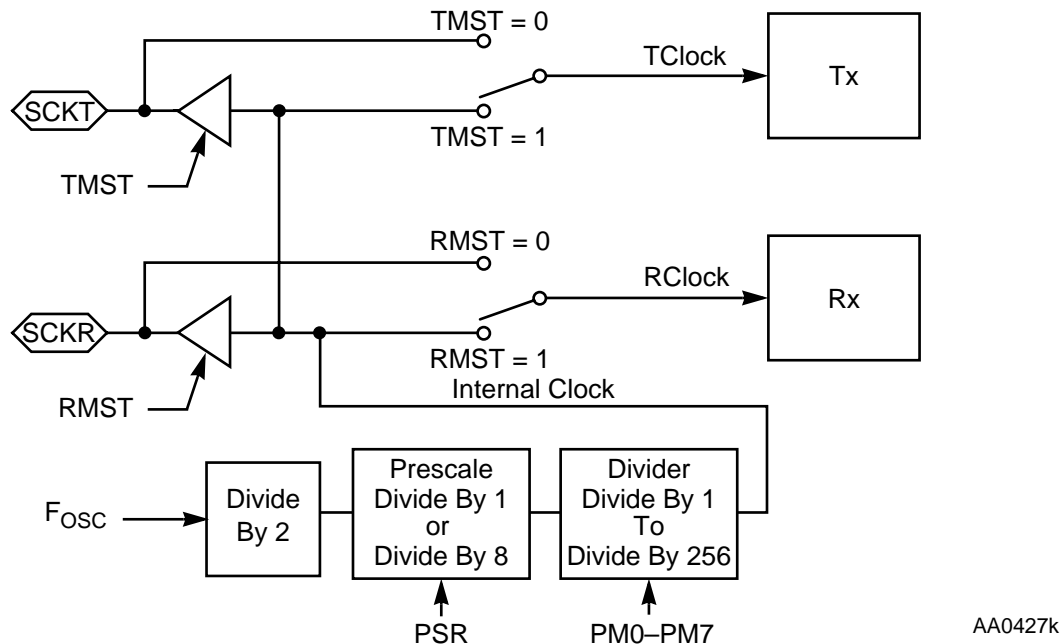 TMST = 0
TClock
Tx
SCKT
TMST = 1
TMST
RMST = 0
RClock
Rx
SCKR
RMST = 1
Internal Clock
RMST
Prescale
Divide By 1
or
Divide By 8
Divider
Divide By 1
To
Divide By 256
Divide
By 2
FOSC
PSR
PM0–PM7
AA0427k